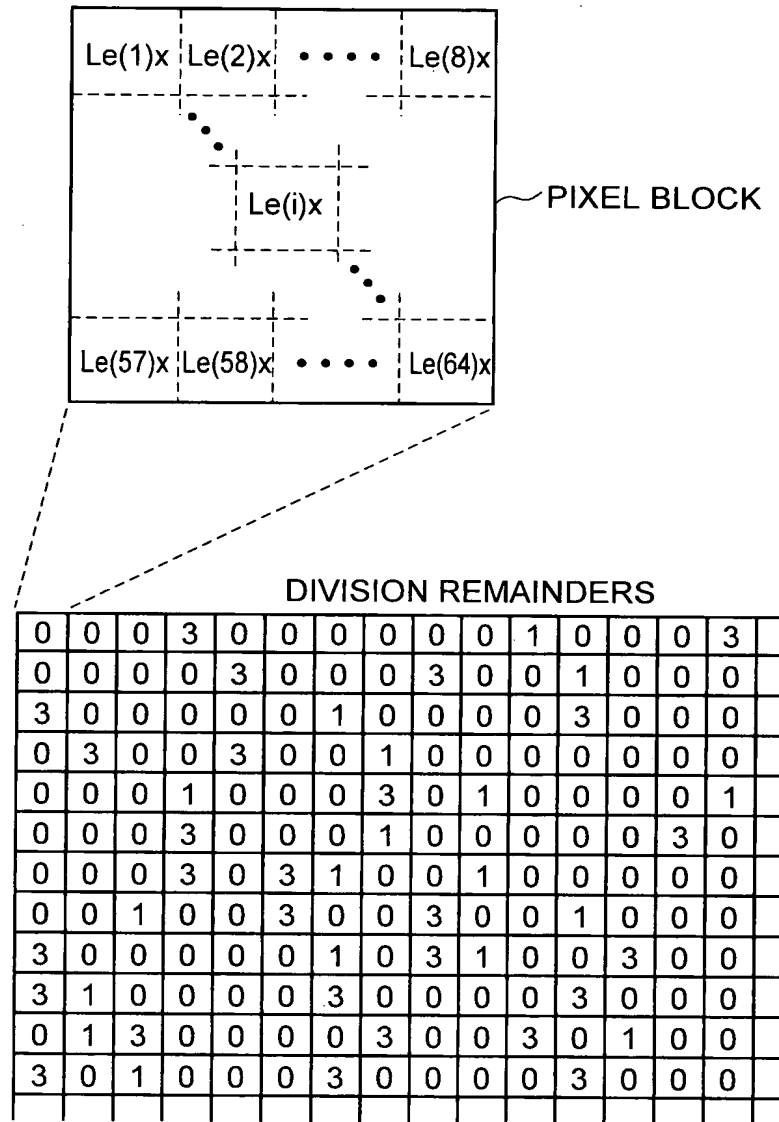 Le(1)x Le(2)x •••• Le(8)x
Le(i)x
PIXEL BLOCK
Le(57)x Le(58)x •••• Le(64)x
DIVISION REMAINDERS
0 0 0 3 0 0 0 0 0 0 1 0 0 0 3
0 0 0 0 3 0 0 0 3 0 0 1 0 0 0
3 0 0 0 0 0 1 0 0 0 0 3 0 0 0
0 3 0 0 3 0 0 1 0 0 0 0 0 0 0
0 0 0 1 0 0 0 3 0 1 0 0 0 0 1
0 0 0 3 0 0 0 1 0 0 0 0 0 3 0
0 0 0 3 0 3 1 0 0 1 0 0 0 0 0
0 0 1 0 0 3 0 0 3 0 0 1 0 0 0
3 0 0 0 0 0 1 0 3 1 0 0 3 0 0
3 1 0 0 0 0 3 0 0 0 0 3 0 0 0
0 1 3 0 0 0 0 3 0 0 3 0 1 0 0
3 0 1 0 0 0 3 0 0 0 0 3 0 0 0